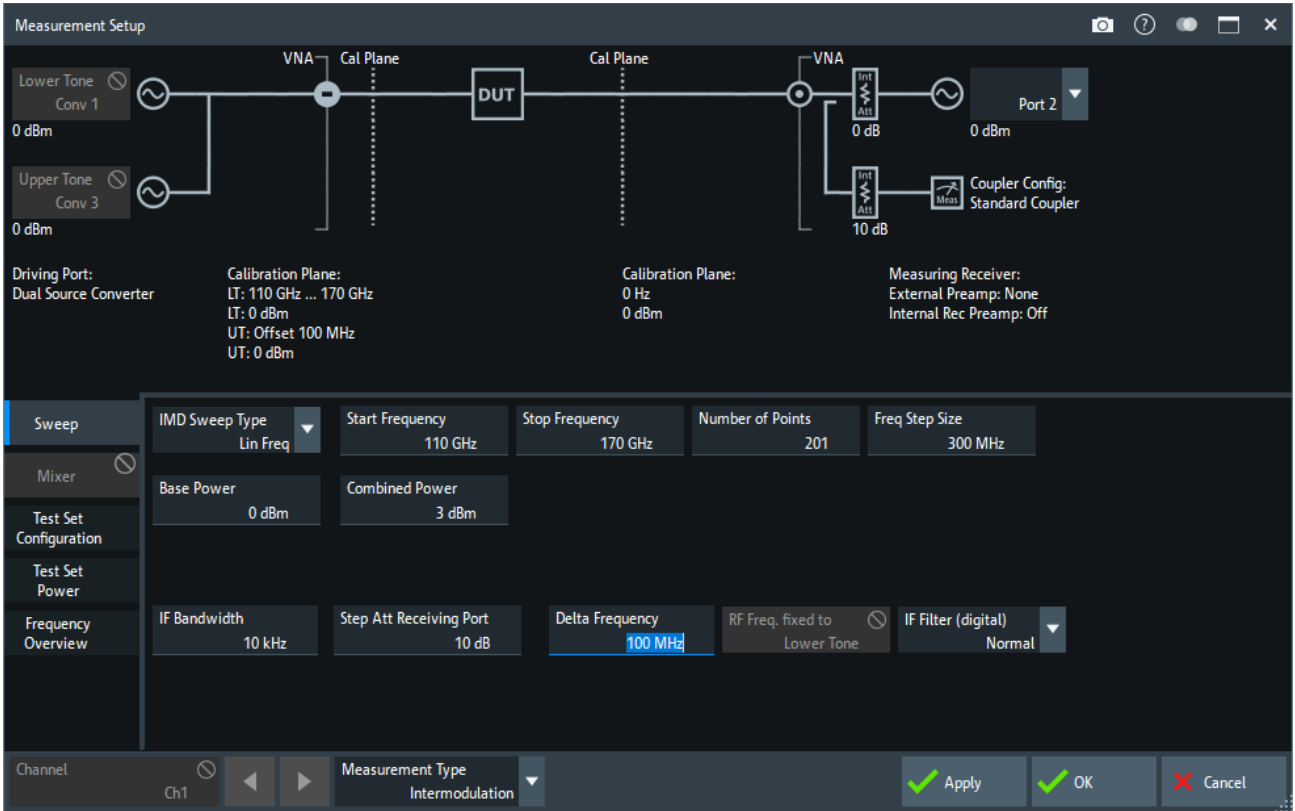 Measurement Setup
VNA
Cal Plane
Cal Plane
VNA
Lower Tone
Conv 1
0 dBm
DUT
Int
Att
0 dB
Port 2
0 dBm
Upper Tone
Conv 3
0 dBm
Int
Att
10 dB
Meas
Coupler Config:
Standard Coupler
Driving Port:
Dual Source Converter
Calibration Plane:
LT: 110 GHz ... 170 GHz
LT: 0 dBm
UT: Offset 100 MHz
UT: 0 dBm
Calibration Plane:
0 Hz
0 dBm
Measuring Receiver:
External Preamp: None
Internal Rec Preamp: Off
Sweep
Mixer
Test Set
Configuration
Test Set
Power
Frequency
Overview
IMD Sweep Type
Lin Freq
Start Frequency
110 GHz
Stop Frequency
170 GHz
Number of Points
201
Freq Step Size
300 MHz
Base Power
0 dBm
Combined Power
3 dBm
IF Bandwidth
10 kHz
Step Att Receiving Port
10 dB
Delta Frequency
100 MHz
RF Freq. fixed to
Lower Tone
IF Filter (digital)
Normal
Channel
Ch1
Measurement Type
Intermodulation
Apply
OK
Cancel